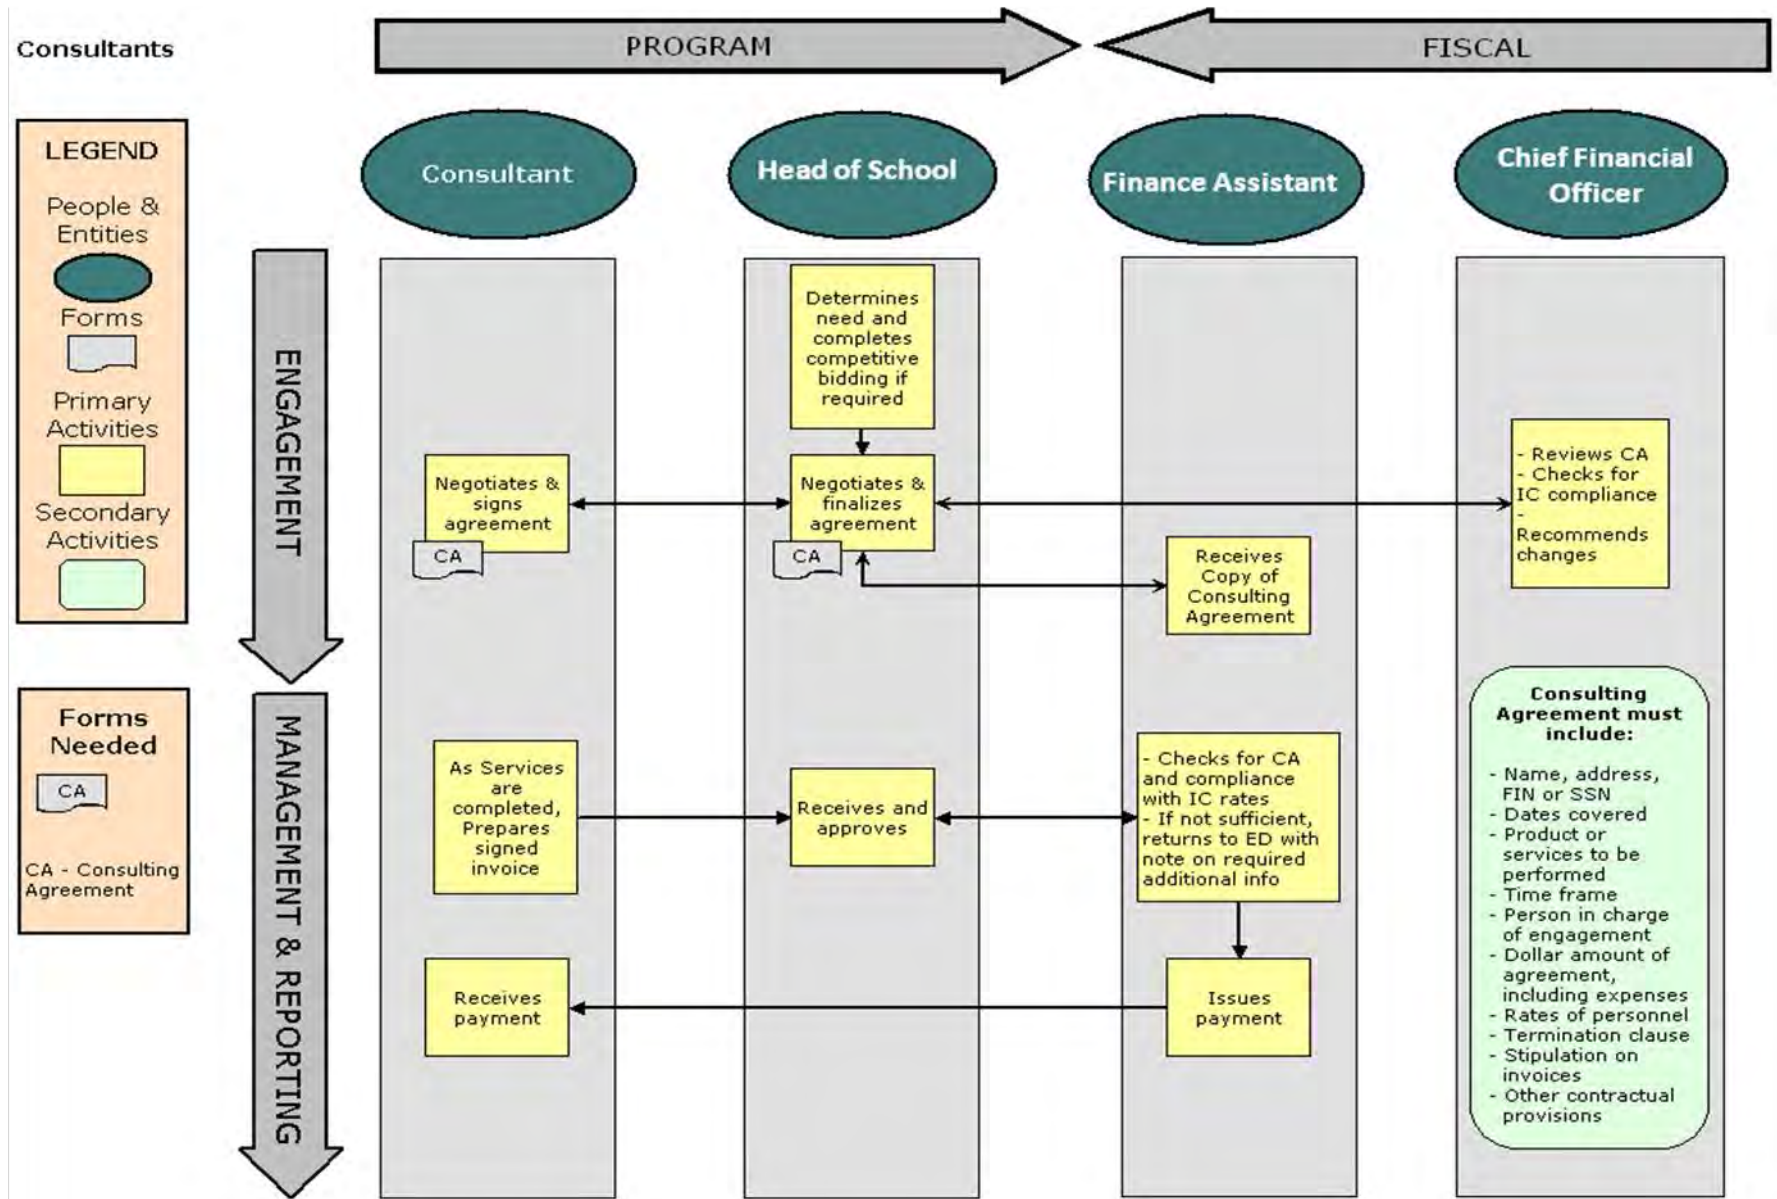 Consultants
PROGRAM
FISCAL
LEGEND
People &
Entities
Forms
Primary
Activities
Secondary
Activities
Forms
Needed
CA
CA - Consulting
Agreement
ENGAGEMENT
MANAGEMENT & REPORTING
Consultant
Head of School
Finance Assistant
Chief Financial
Officer
Determines
need and
completes
competitive
bidding if
required
Negotiates &
signs
agreement
CA
Negotiates &
finalizes
agreement
CA
- Reviews CA
- Checks for
IC compliance
-
Recommends
changes
Receives
Copy of
Consulting
Agreement
As Services
are
completed,
Prepares
signed
invoice
Receives and
approves
- Checks for CA
and compliance
with IC rates
- If not sufficient,
returns to ED with
note on required
additional info
Receives
payment
Issues
payment
Consulting
Agreement must
include:
- Name, address,
FIN or SSN
- Dates covered
- Product or
services to be
performed
- Time frame
- Person in charge
of engagement
- Dollar amount of
agreement,
including expenses
- Rates of personnel
- Termination clause
- Stipulation on
invoices
- Other contractual
provisions